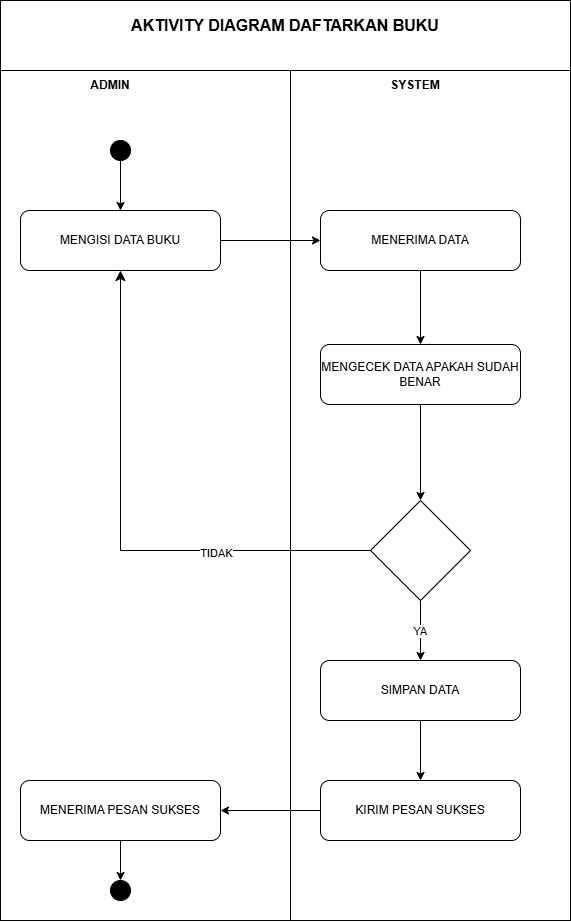 AKTIVITY DIAGRAM DAFTARKAN BUKU
ADMIN
SYSTEM
MENGISI DATA BUKU
MENERIMA DATA
MENGECEK DATA APAKAH SUDAH
BENAR
TIDAK
YA
SIMPAN DATA
MENERIMA PESAN SUKSES
KIRIM PESAN SUKSES